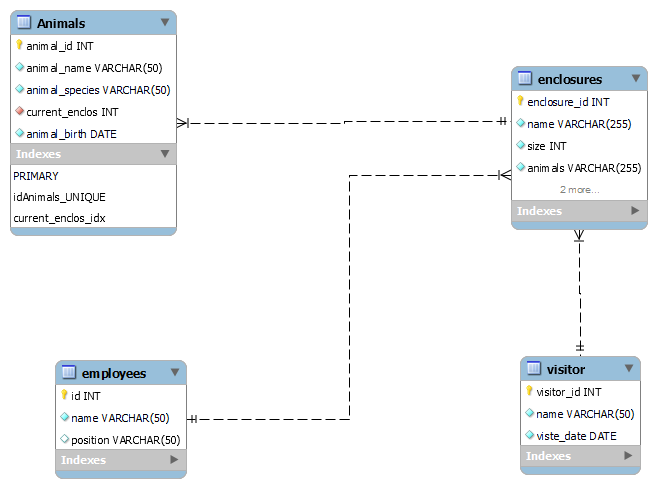 Animals
animal_id INT
animal_name VARCHAR(50)
animal_species VARCHAR(50)
current_enclos INT
animal_birth DATE
Indexes
PRIMARY
idAnimals_UNIQUE
current_enclos_idx
enclosures
enclosure_id INT
name VARCHAR(255)
size INT
animals VARCHAR(255)
2 more...
Indexes
employees
id INT
name VARCHAR(50)
position VARCHAR(50)
Indexes
visitor
visitor_id INT
name VARCHAR(50)
viste_date DATE
Indexes